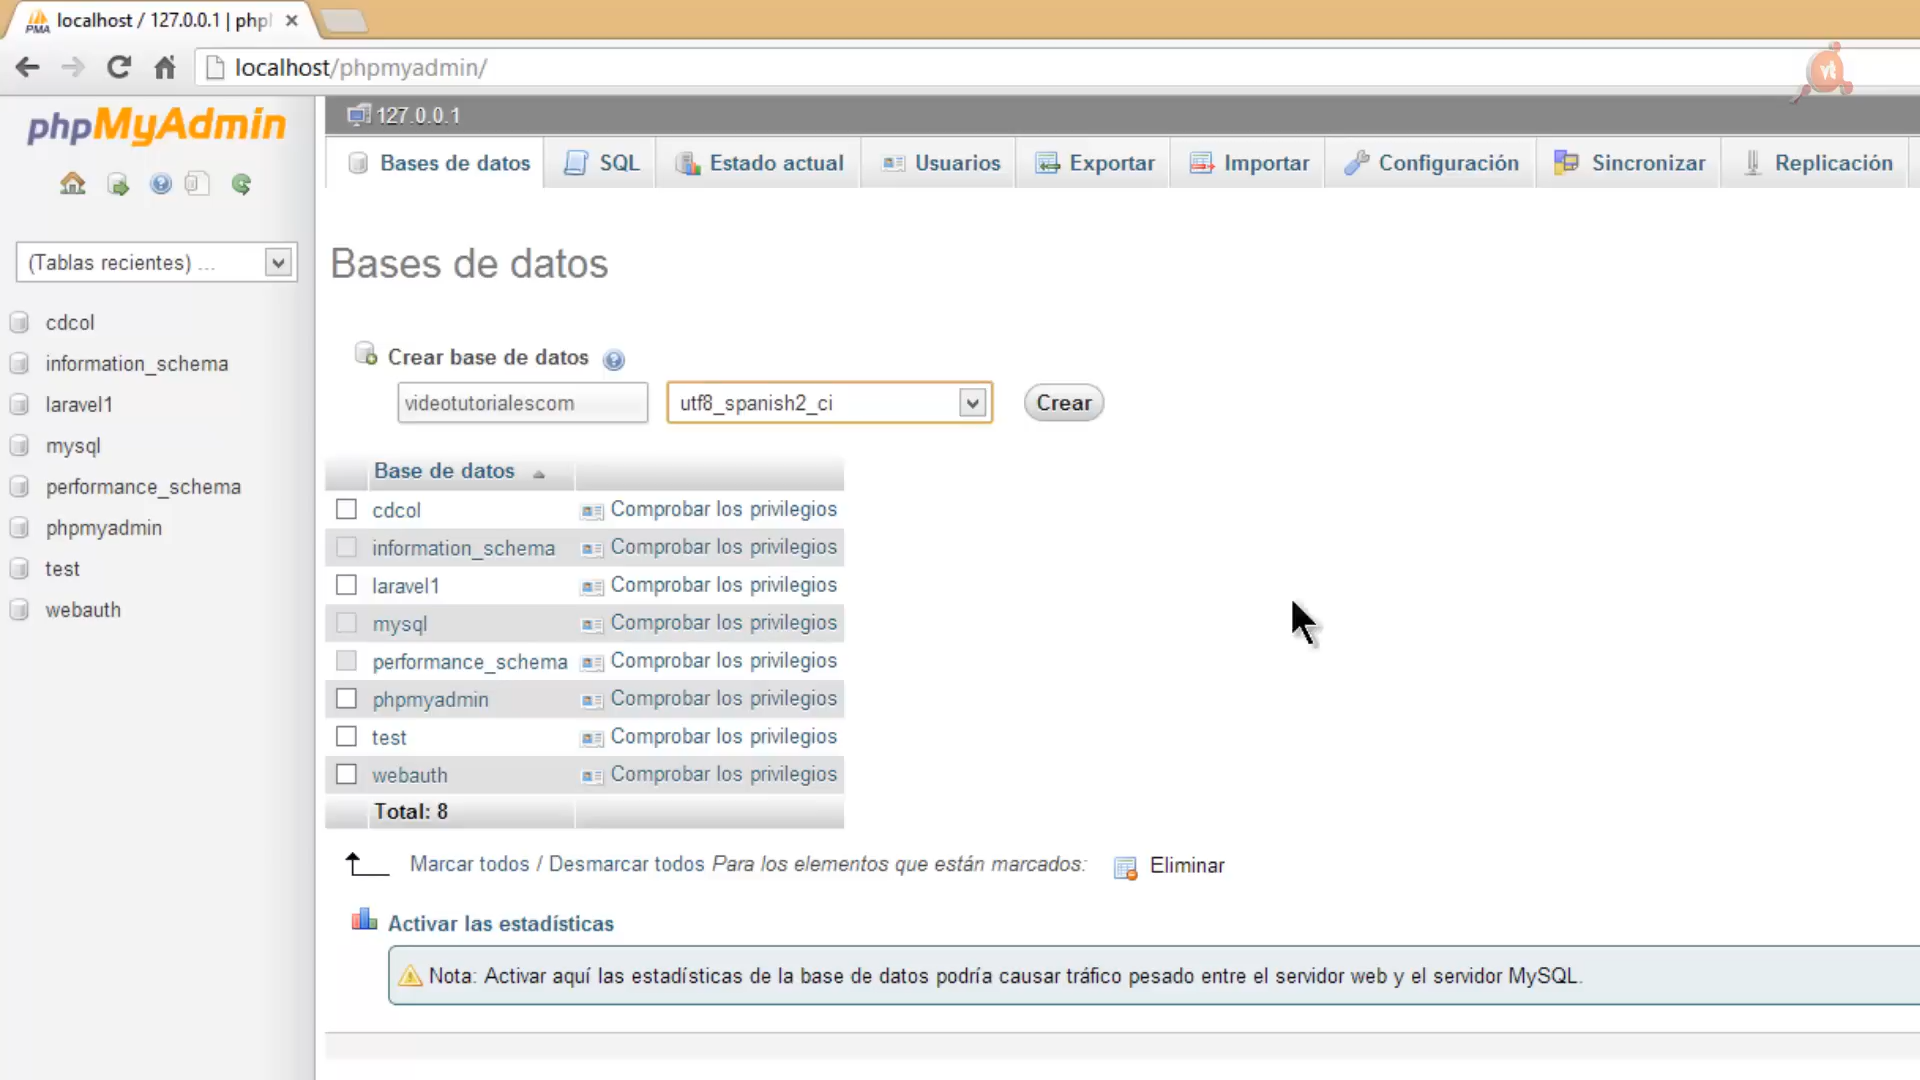 localhost / 127.0.0.1 | php
localhost/phpmyadmin/
phpMyAdmin
127.0.0.1
Bases de datos
SQL
Estado actual
Usuarios
Exportar
Importar
Configuración
Sincronizar
Replicación
(Tablas recientes) ...
cdcol
information_schema
laravel1
mysql
performance_schema
phpmyadmin
test
webauth
Bases de datos
Crear base de datos
videotutorialescom
utf8_spanish2_ci
Crear
Base de datos
cdcol Comprobar los privilegios
information_schema Comprobar los privilegios
laravel1 Comprobar los privilegios
mysql Comprobar los privilegios
performance_schema Comprobar los privilegios
phpmyadmin Comprobar los privilegios
test Comprobar los privilegios
webauth Comprobar los privilegios
Total: 8
Marcar todos / Desmarcar todos Para los elementos que están marcados: Eliminar
Activar las estadísticas
Nota: Activar aquí las estadísticas de la base de datos podría causar tráfico pesado entre el servidor web y el servidor MySQL.
PMA
vt